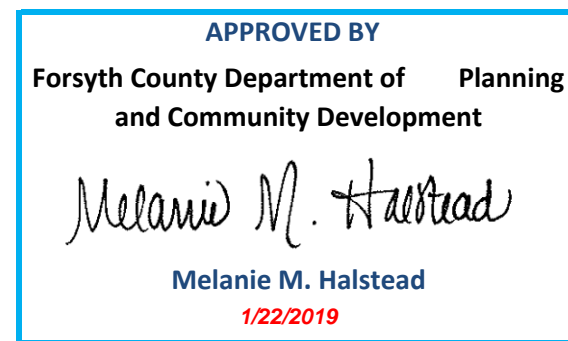 APPROVED BY
Forsyth County Department of Planning
and Community Development
Melanie M. Halstead
Melanie M. Halstead
1/22/2019